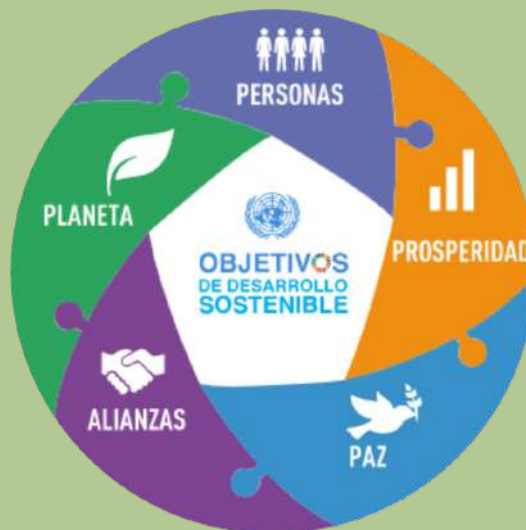 PERSONAS
PLANETA
PROSPERIDAD
OBJETIVOS
DE DESARROLLO
SOSTENIBLE
ALIANZAS
PAZ